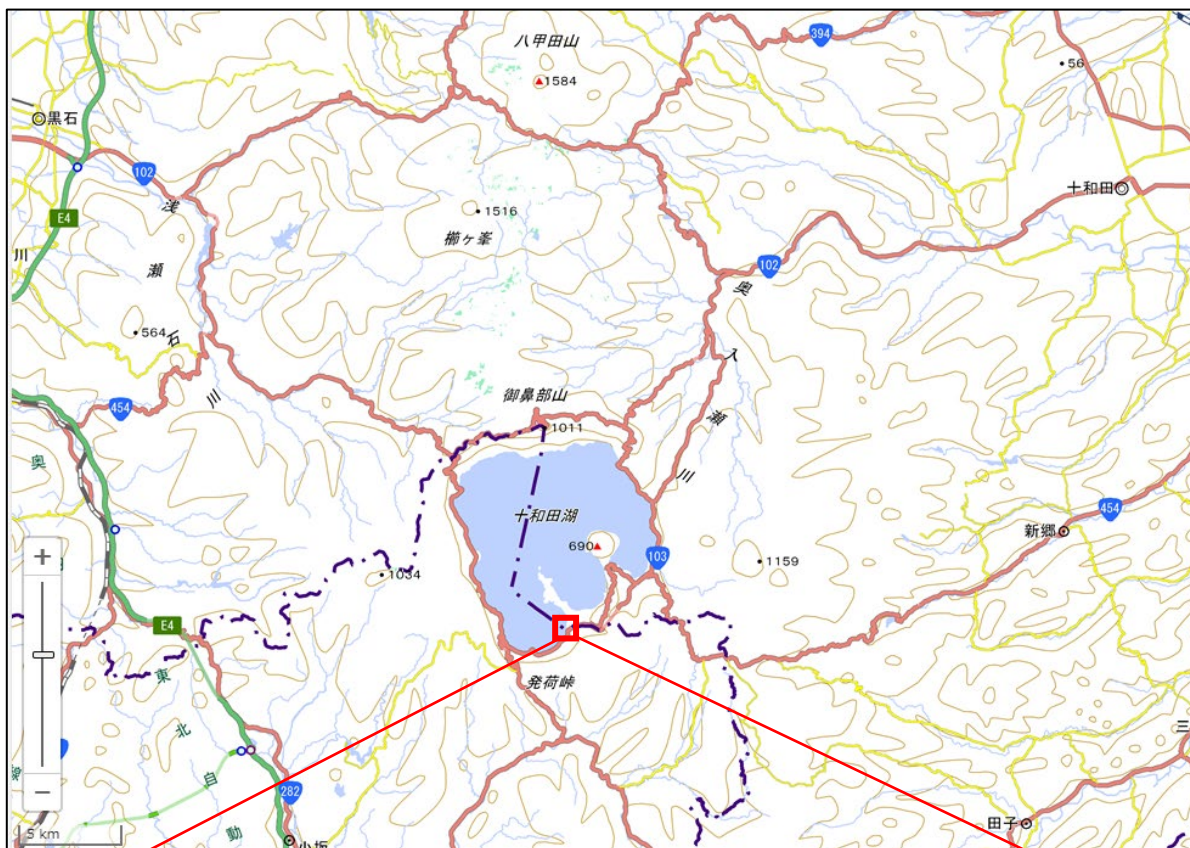 八甲田山
394
1584
56
黒石
102
十和田
浅
E4
1516
櫛ヶ峯
川
瀬
102
奥
564
石
入
御鼻部山
454
川
1011
瀬
奥
川
十和田湖
454
新郷
+
690
103
1159
1034
E4
東
発荷峠
北
三
自
282
−
田子
5 km
動
小坂